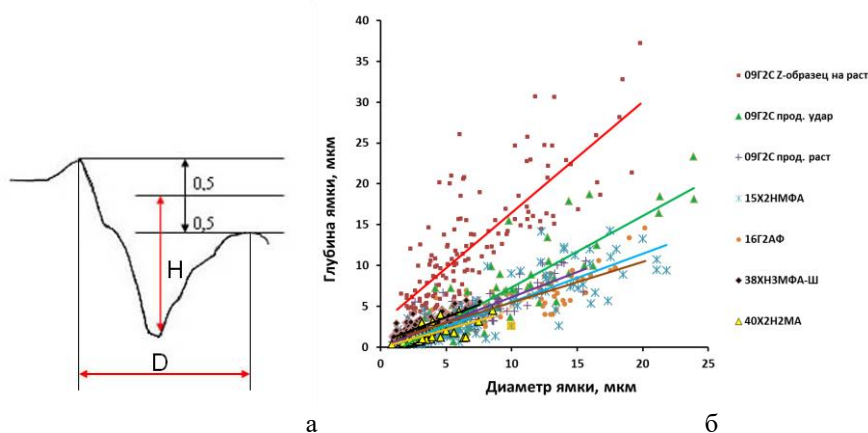 0,5
0,5
H
D
а
Глубина ямки, мкм
40
35
30
25
20
15
10
5
0
0
5
10
15
20
25
Диаметр ямки, мкм
09Г2С Z-образец на раст
09Г2С прод. удар
09Г2С прод. раст
15Х2НМФА
16Г2АФ
38ХН3МФА-Ш
40Х2Н2МА
б